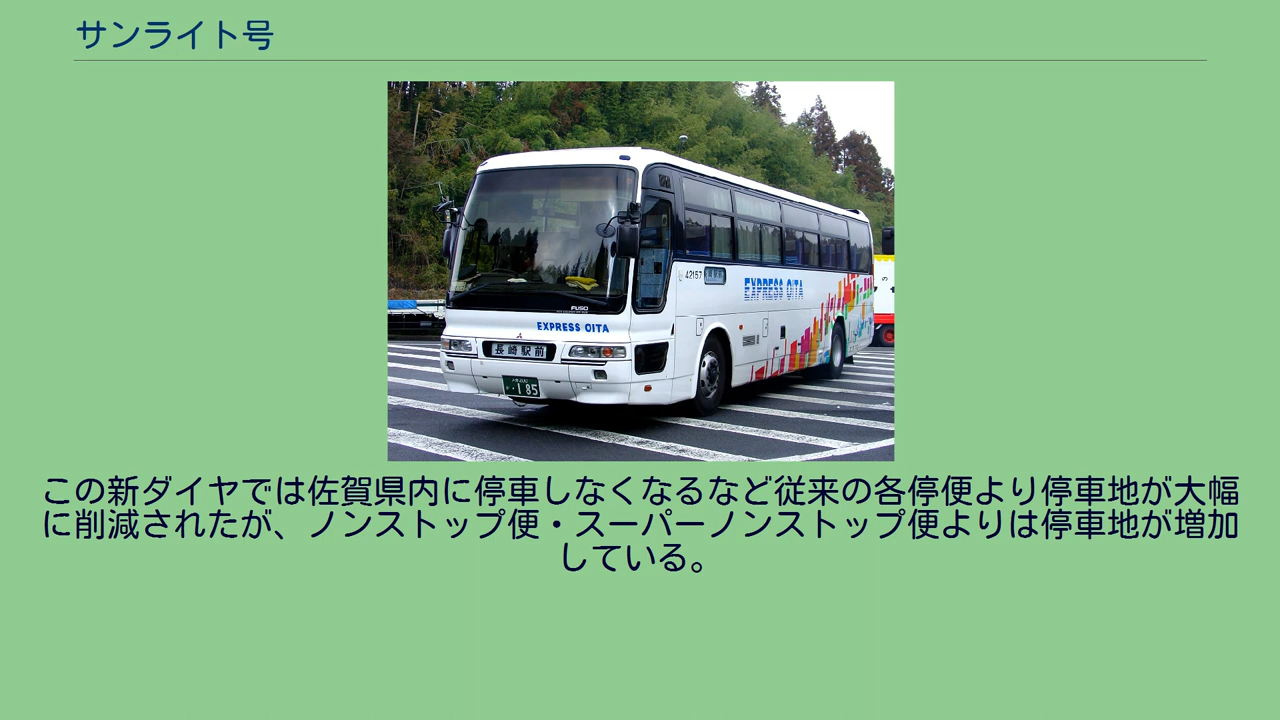 サンライト号
42157
EXPRESS OITA
FUSO
EXPRESS OITA
長崎駅前
・185
この新ダイヤでは佐賀県内に停車しなくなるなど従来の各停便より停車地が大幅
に削減されたが、ノンストップ便・スーパーノンストップ便よりは停車地が増加
している。